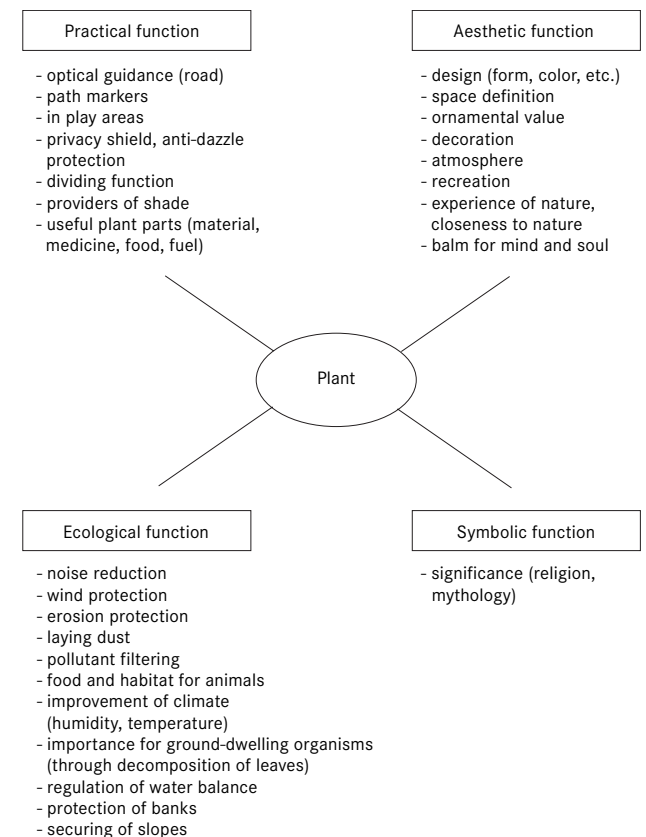 Practical function
- optical guidance (road)
- path markers
- in play areas
- privacy shield, anti-dazzle
protection
- dividing function
- providers of shade
- useful plant parts (material,
medicine, food, fuel)
Aesthetic function
- design (form, color, etc.)
- space definition
- ornamental value
- decoration
- atmosphere
- recreation
- experience of nature,
closeness to nature
- balm for mind and soul
Plant
Ecological function
- noise reduction
- wind protection
- erosion protection
- laying dust
- pollutant filtering
- food and habitat for animals
- improvement of climate
(humidity, temperature)
- importance for ground-dwelling organisms
(through decomposition of leaves)
- regulation of water balance
- protection of banks
- securing of slopes
Symbolic function
- significance (religion,
mythology)